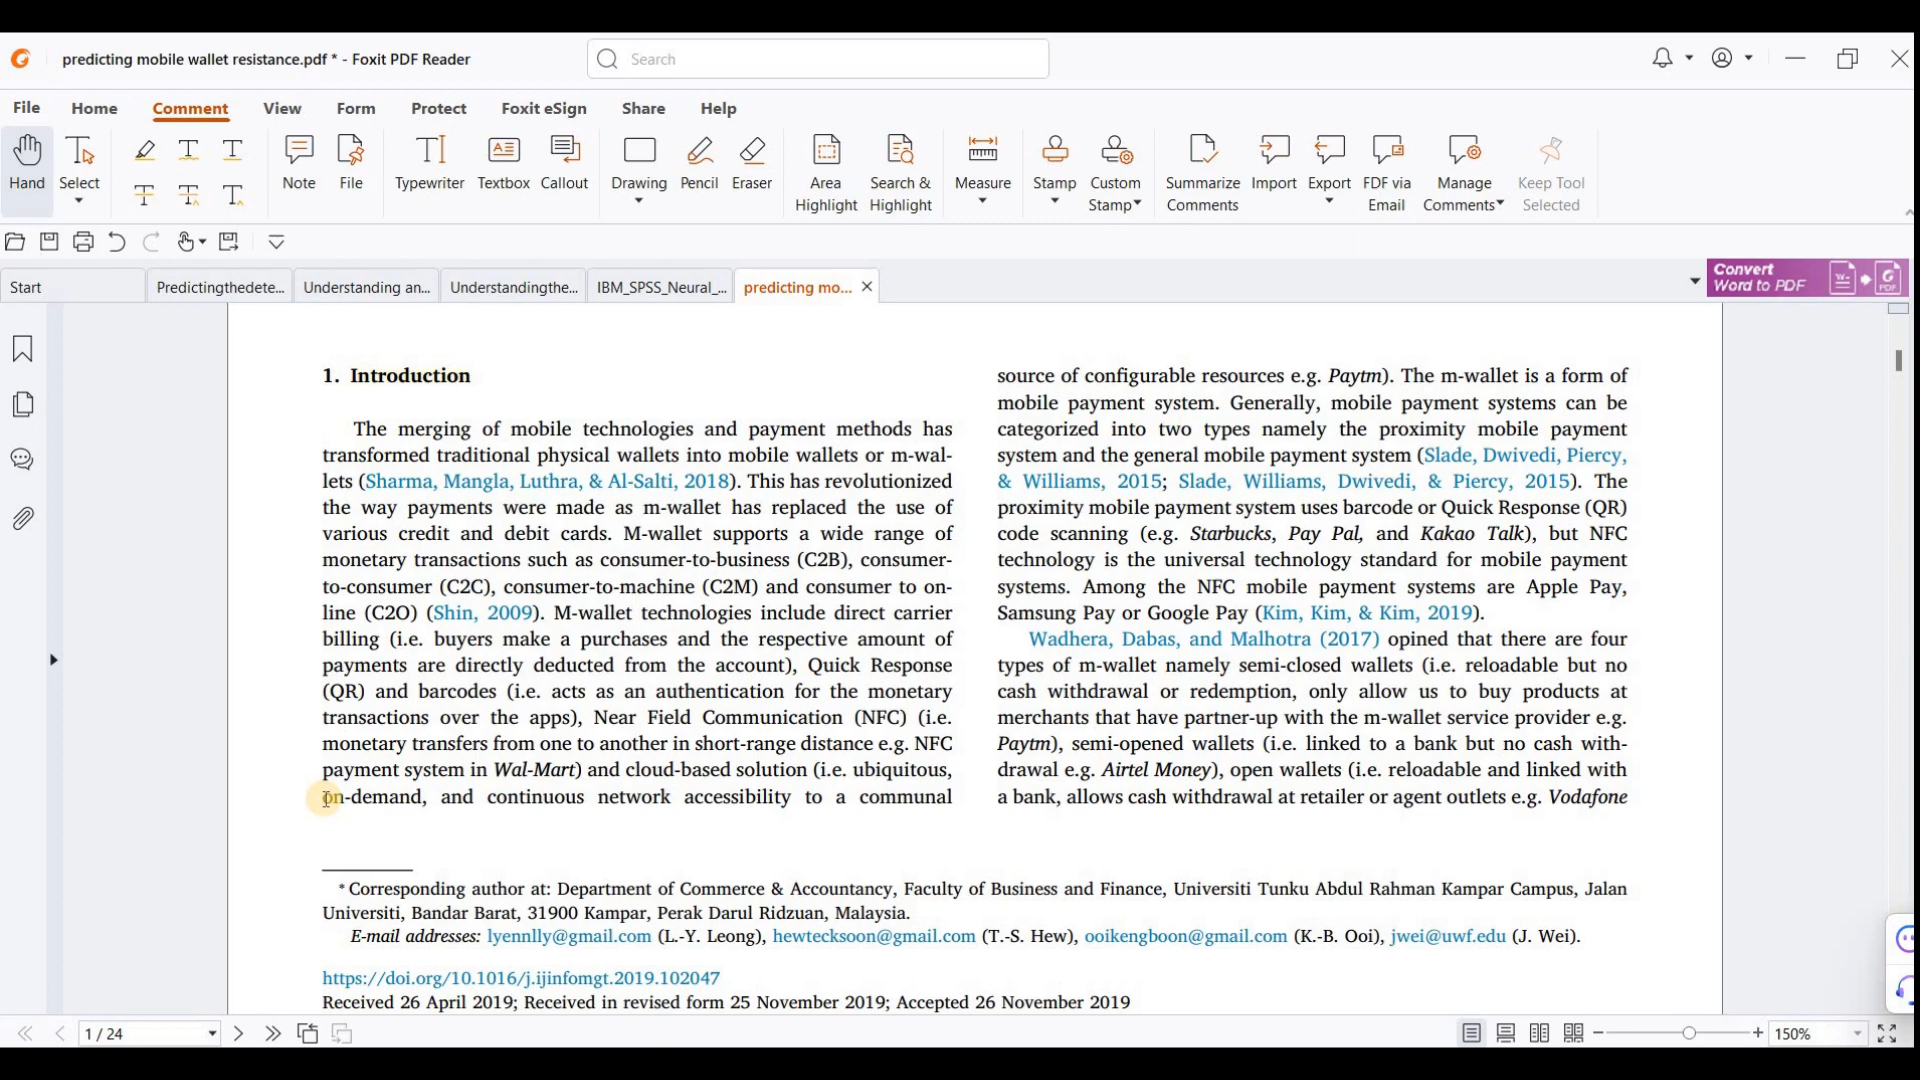 predicting mobile wallet resistance.pdf * - Foxit PDF Reader
Search
File Home Comment View Form Protect Foxit eSign Share Help
Hand Select Note File Typewriter Textbox Callout Drawing Pencil Eraser Area Highlight Search & Highlight Measure Stamp Custom Stamp Summarize Comments Import Export FDF via Email Manage Comments Keep Tool Selected
Start Predictingthedete... Understanding an... Understandingthe... IBM_SPSS_Neural_... predicting mo...
Convert
Word to PDF
1. Introduction
The merging of mobile technologies and payment methods has
transformed traditional physical wallets into mobile wallets or m-wal-
lets (Sharma, Mangla, Luthra, & Al-Salti, 2018). This has revolutionized
the way payments were made as m-wallet has replaced the use of
various credit and debit cards. M-wallet supports a wide range of
monetary transactions such as consumer-to-business (C2B), consumer-
to-consumer (C2C), consumer-to-machine (C2M) and consumer to on-
line (C2O) (Shin, 2009). M-wallet technologies include direct carrier
billing (i.e. buyers make a purchases and the respective amount of
payments are directly deducted from the account), Quick Response
(QR) and barcodes (i.e. acts as an authentication for the monetary
transactions over the apps), Near Field Communication (NFC) (i.e.
monetary transfers from one to another in short-range distance e.g. NFC
payment system in Wal-Mart) and cloud-based solution (i.e. ubiquitous,
on-demand, and continuous network accessibility to a communal
source of configurable resources e.g. Paytm). The m-wallet is a form of
mobile payment system. Generally, mobile payment systems can be
categorized into two types namely the proximity mobile payment
system and the general mobile payment system (Slade, Dwivedi, Piercy,
& Williams, 2015; Slade, Williams, Dwivedi, & Piercy, 2015). The
proximity mobile payment system uses barcode or Quick Response (QR)
code scanning (e.g. Starbucks, Pay Pal, and Kakao Talk), but NFC
technology is the universal technology standard for mobile payment
systems. Among the NFC mobile payment systems are Apple Pay,
Samsung Pay or Google Pay (Kim, Kim, & Kim, 2019).
Wadhera, Dabas, and Malhotra (2017) opined that there are four
types of m-wallet namely semi-closed wallets (i.e. reloadable but no
cash withdrawal or redemption, only allow us to buy products at
merchants that have partner-up with the m-wallet service provider e.g.
Paytm), semi-opened wallets (i.e. linked to a bank but no cash with-
drawal e.g. Airtel Money), open wallets (i.e. reloadable and linked with
a bank, allows cash withdrawal at retailer or agent outlets e.g. Vodafone
* Corresponding author at: Department of Commerce & Accountancy, Faculty of Business and Finance, Universiti Tunku Abdul Rahman Kampar Campus, Jalan
Universiti, Bandar Barat, 31900 Kampar, Perak Darul Ridzuan, Malaysia.
E-mail addresses: lyennlly@gmail.com (L.-Y. Leong), hewtecksoon@gmail.com (T.-S. Hew), ooikengboon@gmail.com (K.-B. Ooi), jwei@uwf.edu (J. Wei).
https://doi.org/10.1016/j.ijinfomgt.2019.102047
Received 26 April 2019; Received in revised form 25 November 2019; Accepted 26 November 2019
1 / 24
150%